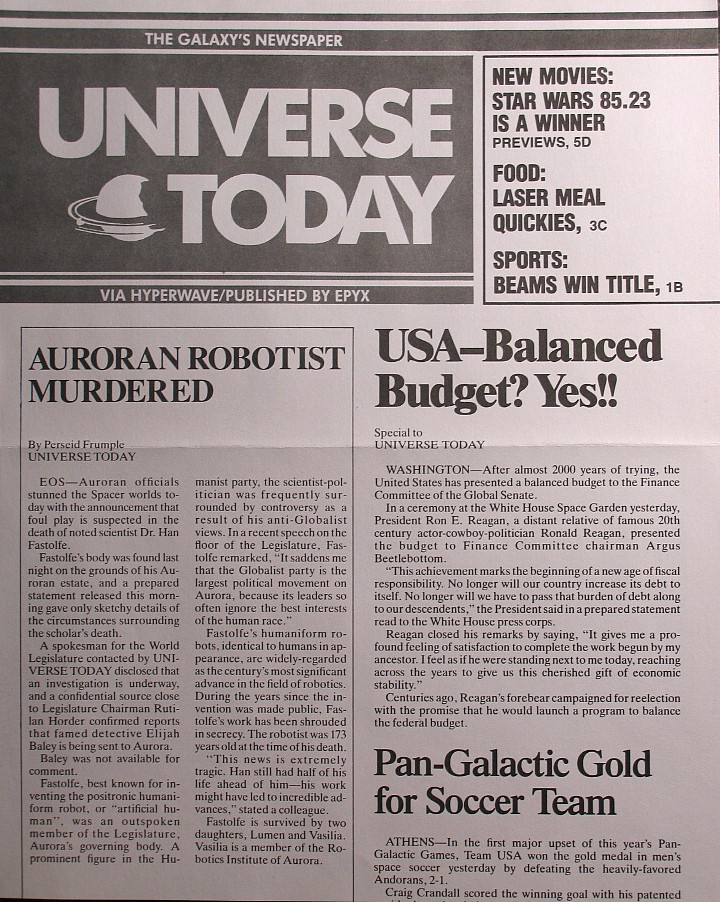 THE GALAXY'S NEWSPAPER
UNIVERSE
TODAY
VIA HYPERWAVE/PUBLISHED BY EPYX
NEW MOVIES:
STAR WARS 85.23
IS A WINNER
PREVIEWS, 5D
FOOD:
LASER MEAL
QUICKIES, 3C
SPORTS:
BEAMS WIN TITLE, 1B
AURORAN ROBOTIST
MURDERED
By Perseid Frumple
UNIVERSE TODAY
EOS—Auroran officials
stunned the Spacer worlds to-
day with the announcement that
foul play is suspected in the
death of noted scientist Dr. Han
Fastolfe.
Fastolfe's body was found last
night on the grounds of his Au-
roran estate, and a prepared
statement released this morn-
ing gave only sketchy details of
the circumstances surrounding
the scholar's death.
A spokesman for the World
Legislature contacted by UNI-
VERSE TODAY disclosed that
an investigation is underway,
and a confidential source close
to Legislature Chairman Ruti-
lan Horder confirmed reports
that famed detective Elijah
Baley is being sent to Aurora.
Baley was not available for
comment.
Fastolfe, best known for in-
venting the positronic humani-
form robot, or "artificial hu-
man", was an outspoken
member of the Legislature,
Aurora's governing body. A
prominent figure in the Hu-
manist party, the scientist-pol-
itician was frequently sur-
rounded by controversy as a
result of his anti-Globalist
views. In a recent speech on the
floor of the Legislature, Fas-
tolfe remarked, "It saddens me
that the Globalist party is the
largest political movement on
Aurora, because its leaders so
often ignore the best interests
of the human race."
Fastolfe's humaniform ro-
bots, identical to humans in ap-
pearance, are widely-regarded
as the century's most significant
advance in the field of robotics.
During the years since the in-
vention was made public, Fas-
tolfe's work has been shrouded
in secrecy. The robotist was 173
years old at the time of his death.
"This news is extremely
tragic. Han still had half of his
life ahead of him—his work
might have led to incredible ad-
vances," stated a colleague.
Fastolfe is survived by two
daughters, Lumen and Vasilia.
Vasilia is a member of the Ro-
botics Institute of Aurora.
USA–Balanced
Budget? Yes!!
Special to
UNIVERSE TODAY
WASHINGTON—After almost 2000 years of trying, the
United States has presented a balanced budget to the Finance
Committee of the Global Senate.
In a ceremony at the White House Space Garden yesterday,
President Ron E. Reagan, a distant relative of famous 20th
century actor-cowboy-politician Ronald Reagan, presented
the budget to Finance Committee chairman Argus
Beetlebottom.
"This achievement marks the beginning of a new age of fiscal
responsibility. No longer will our country increase its debt to
itself. No longer will we have to pass that burden of debt along
to our descendents," the President said in a prepared statement
read to the White House press corps.
Reagan closed his remarks by saying, "It gives me a pro-
found feeling of satisfaction to complete the work begun by my
ancestor. I feel as if he were standing next to me today, reaching
across the years to give us this cherished gift of economic
stability."
Centuries ago, Reagan's forebear campaigned for reelection
with the promise that he would launch a program to balance
the federal budget.
Pan-Galactic Gold
for Soccer Team
ATHENS—In the first major upset of this year's Pan-
Galactic Games, Team USA won the gold medal in men's
space soccer yesterday by defeating the heavily-favored
Andorans, 2-1.
Craig Crandall scored the winning goal with his patented